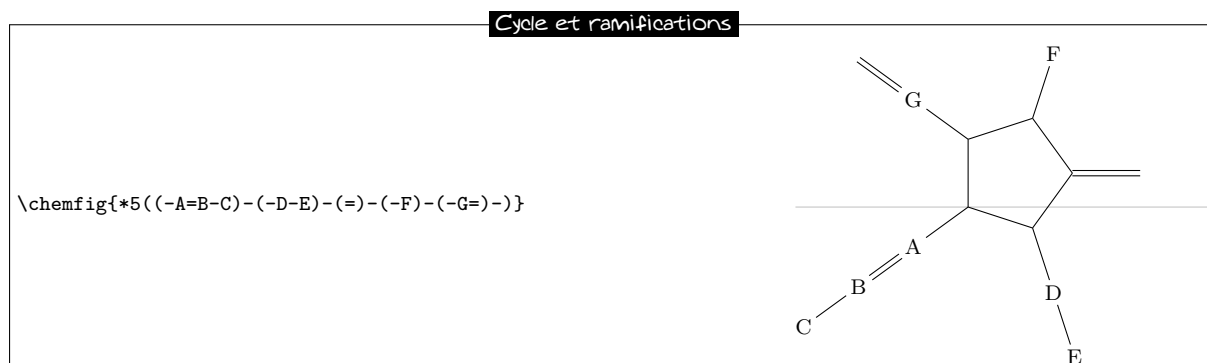 Cycle et ramifications
\chemfig{*5((-A=B-C)-(-D-E)-(=)-(-F)-(-G=)-)}
F
G
A
B
D
C
E